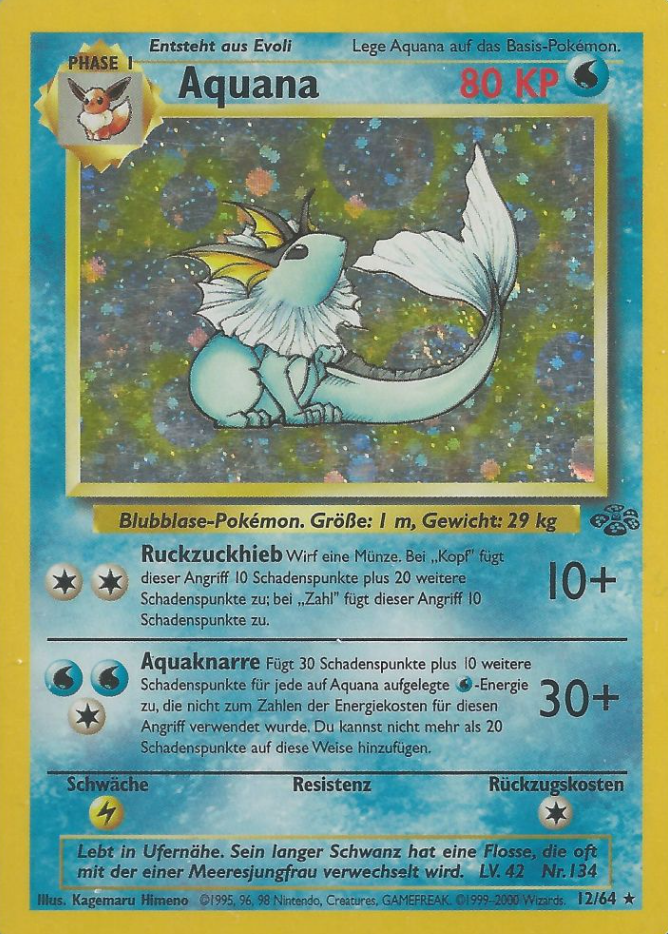 Entsteht aus Evoli Lege Aquana auf das Basis-Pokémon.
PHASE 1
Aquana 80 KP
Blubblase-Pokémon. Größe: 1 m, Gewicht: 29 kg
Ruckzuckhieb Wirf eine Münze. Bei „Kopf" fügt
dieser Angriff 10 Schadenspunkte plus 20 weitere
Schadenspunkte zu; bei „Zahl" fügt dieser Angriff 10
Schadenspunkte zu.
10+
Aquaknarre Fügt 30 Schadenspunkte plus 10 weitere
Schadenspunkte für jede auf Aquana aufgelegte -Energie
zu, die nicht zum Zahlen der Energiekosten für diesen
Angriff verwendet wurde. Du kannst nicht mehr als 20
Schadenspunkte auf diese Weise hinzufügen.
30+
Schwäche Resistenz Rückzugskosten
Lebt in Ufernähe. Sein langer Schwanz hat eine Flosse, die oft
mit der einer Meeresjungfrau verwechselt wird. LV. 42 Nr. 134
Illus. Kagemaru Himeno ©1995, 96, 98 Nintendo, Creatures, GAMEFREAK. ©1999-2000 Wizards. 12/64 ★